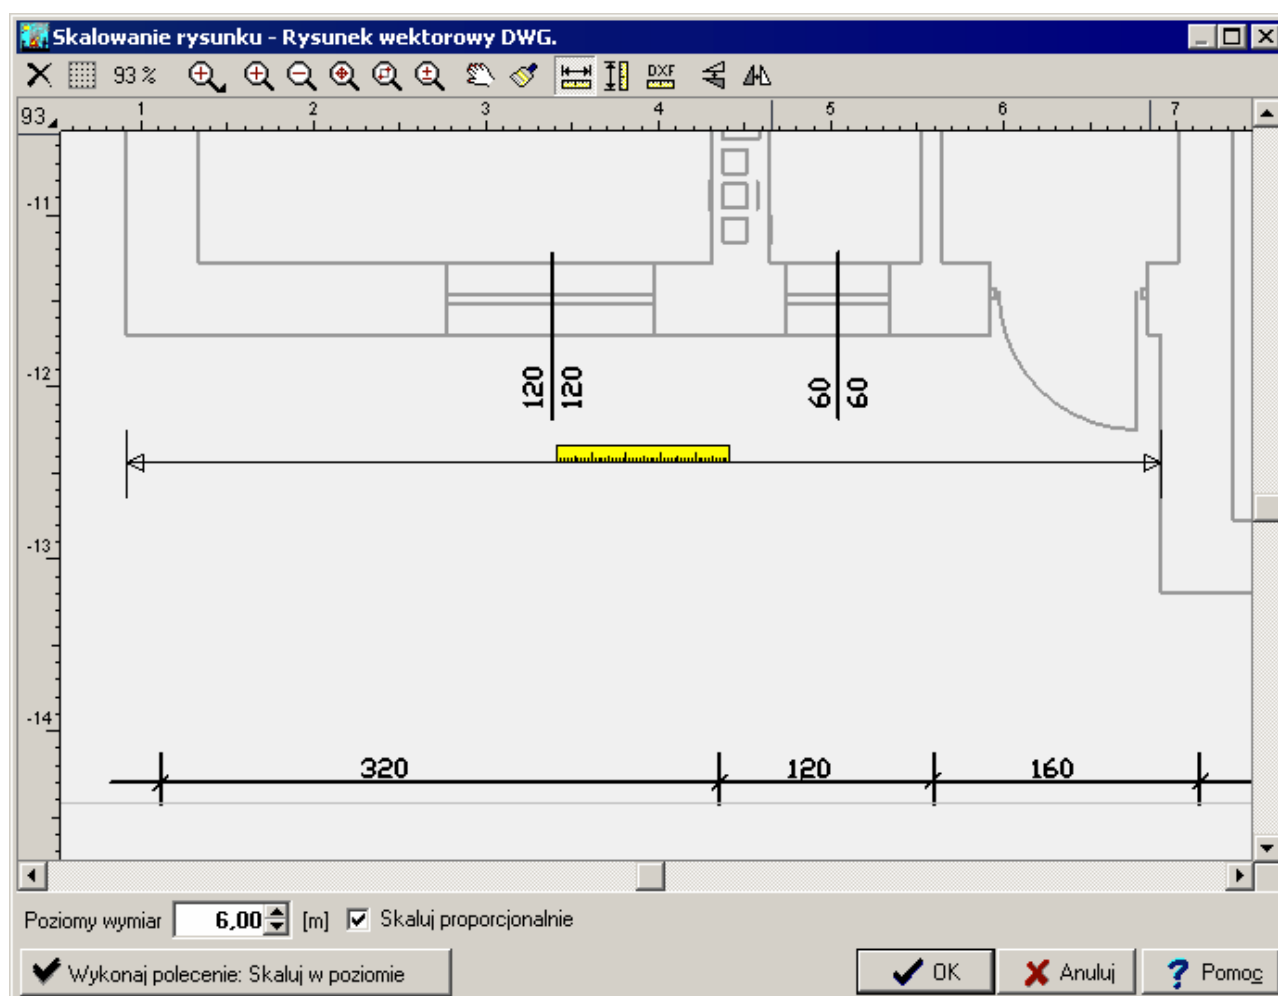 Skalowanie rysunku - Rysunek wektorowy DWG.
93 % DXF
93 1 2 3 4 5 6 7
-11
-12
120 120 60 60
-13
-14
320 120 160
Poziomy wymiar 6,00 [m] Skaluj proporcjonalnie
Wykonaj polecenie: Skaluj w poziomie OK Anuluj Pomoc